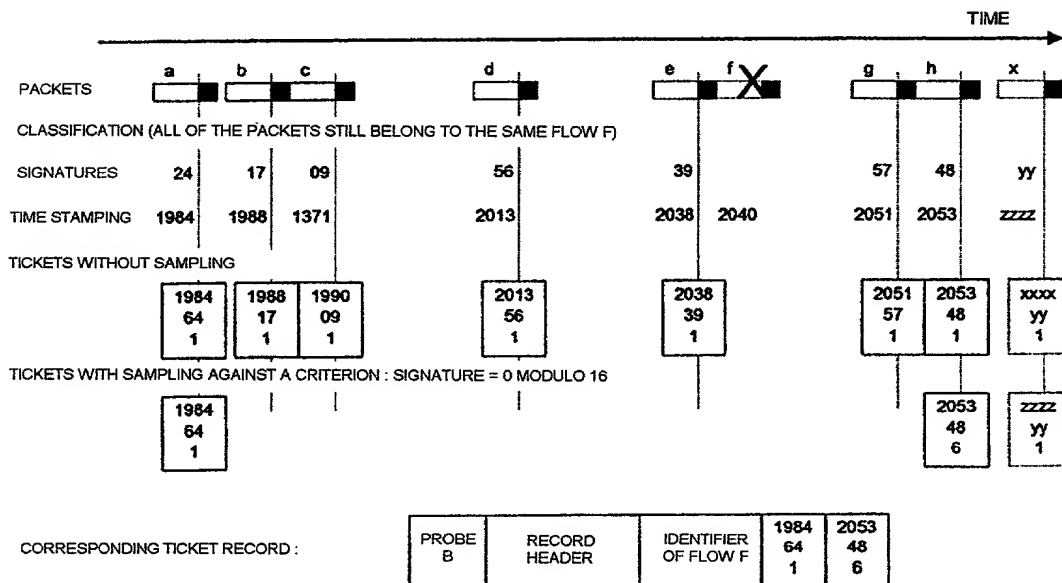 TIME
a b c d e f g h x
PACKETS
CLASSIFICATION (ALL OF THE PACKETS STILL BELONG TO THE SAME FLOW F)
SIGNATURES 24 17 09 56 39 57 48 yy
TIME STAMPING 1984 1988 1371 2013 2038 2040 2051 2053 zzzz
TICKETS WITHOUT SAMPLING
1984 1988 1990 2013 2038 2051 2053 xxxx
64 17 09 56 39 57 48 yy
1 1 1 1 1 1 1 1
TICKETS WITH SAMPLING AGAINST A CRITERION : SIGNATURE = 0 MODULO 16
1984 2053 zzzz
64 48 yy
1 6 1
CORRESPONDING TICKET RECORD :
PROBE B
RECORD HEADER
IDENTIFIER OF FLOW F
1984 64 1
2053 48 6